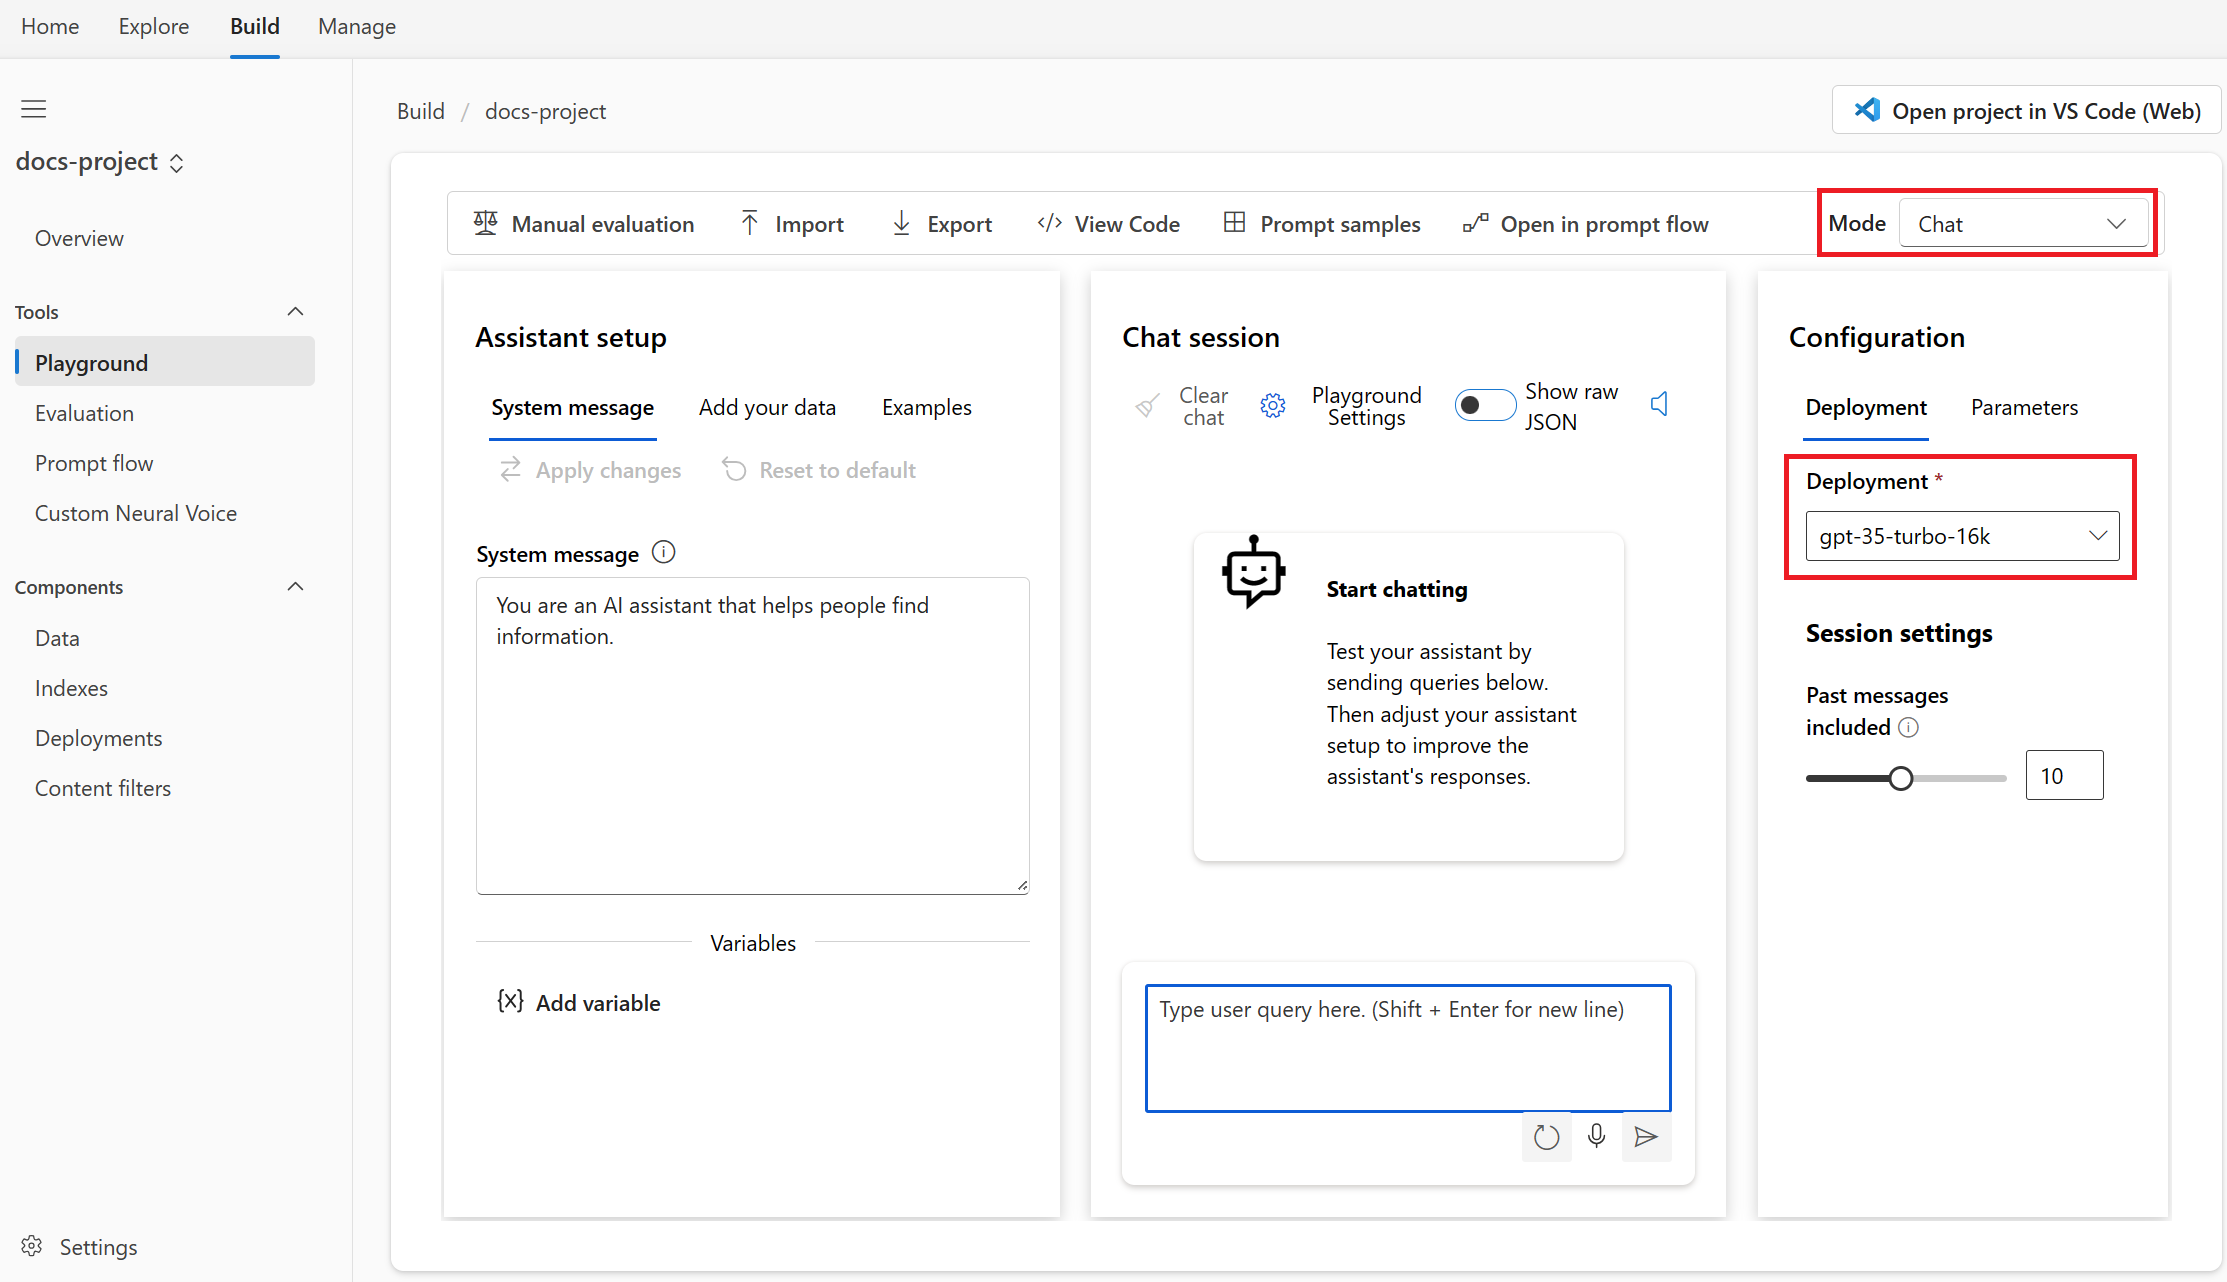 Home Explore Build Manage
Build / docs-project
Open project in VS Code (Web)
docs-project
Overview
Tools
Playground
Evaluation
Prompt flow
Custom Neural Voice
Components
Data
Indexes
Deployments
Content filters
Settings
Manual evaluation Import Export View Code Prompt samples Open in prompt flow Mode Chat
Assistant setup
System message Add your data Examples
Apply changes Reset to default
System message
You are an AI assistant that helps people find
information.
Variables
{x} Add variable
Chat session
Clear
chat
Playground
Settings
Show raw
JSON
Start chatting
Test your assistant by
sending queries below.
Then adjust your assistant
setup to improve the
assistant's responses.
Type user query here. (Shift + Enter for new line)
Configuration
Deployment Parameters
Deployment *
gpt-35-turbo-16k
Session settings
Past messages
included
10